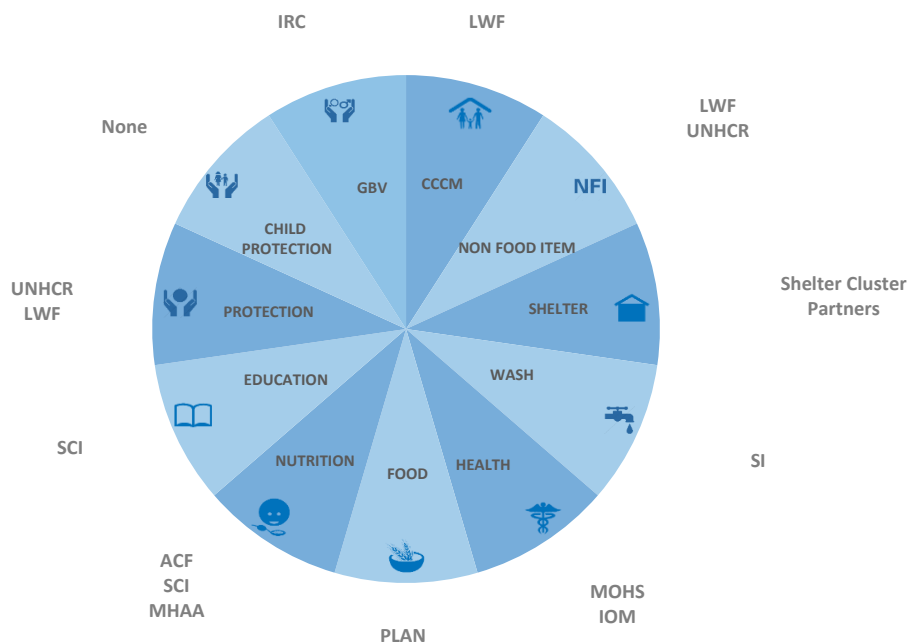 IRC
LWF
None
LWF
UNHCR
GBV
CCCM
NFI
CHILD
PROTECTION
NON FOOD ITEM
UNHCR
LWF
PROTECTION
SHELTER
Shelter Cluster
Partners
EDUCATION
WASH
SCI
NUTRITION
FOOD
HEALTH
SI
ACF
SCI
MHAA
PLAN
MOHS
IOM